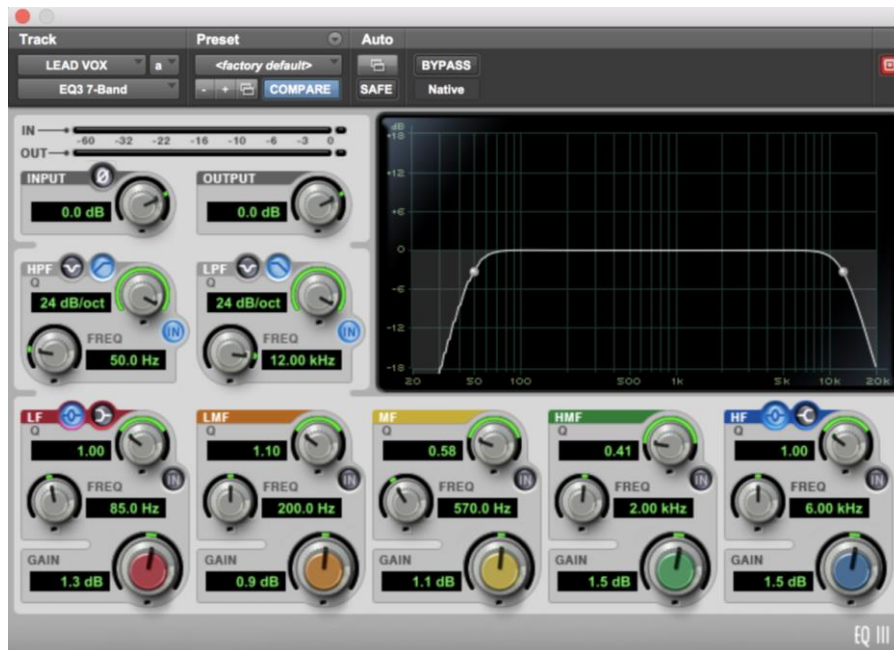 Track Preset Auto
LEAD VOX a <factory default> BYPASS
EQ3 7-Band - + COMPARE SAFE Native
IN
-60 -32 -22 -16 -10 -6 -3 0
OUT
INPUT Ø OUTPUT
0.0 dB 0.0 dB
HPF LPF
Q Q
24 dB/oct 24 dB/oct
IN IN
FREQ FREQ
50.0 Hz 12.00 kHz
dB
+18
+12
+6
0
-6
-12
-18
20 50 100 500 1k 5k 10k 20k
LF LMF MF HMF HF
Q Q Q Q Q
1.00 1.10 0.58 0.41 1.00
IN IN IN IN IN
FREQ FREQ FREQ FREQ FREQ
85.0 Hz 200.0 Hz 570.0 Hz 2.00 kHz 6.00 kHz
GAIN GAIN GAIN GAIN GAIN
1.3 dB 0.9 dB 1.1 dB 1.5 dB 1.5 dB
EQ III